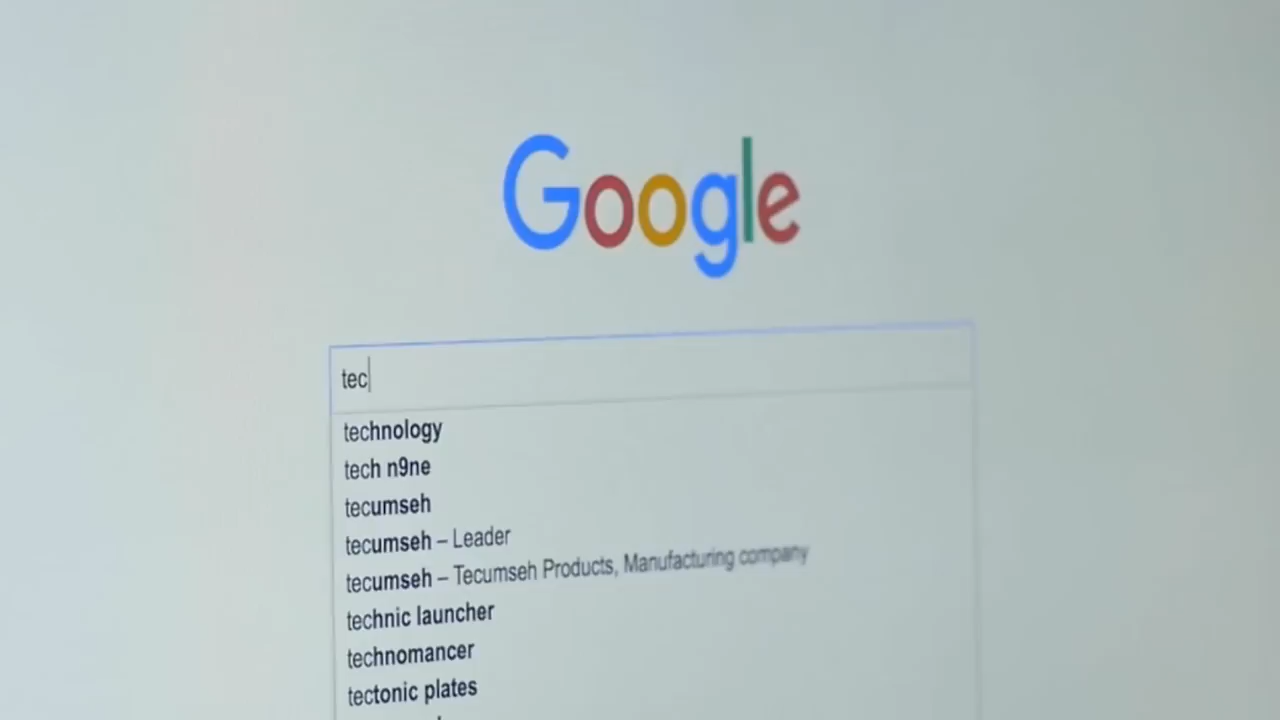 Google
tec
technology
tech n9ne
tecumseh
tecumseh – Leader
tecumseh – Tecumseh Products, Manufacturing company
technic launcher
technomancer
tectonic plates